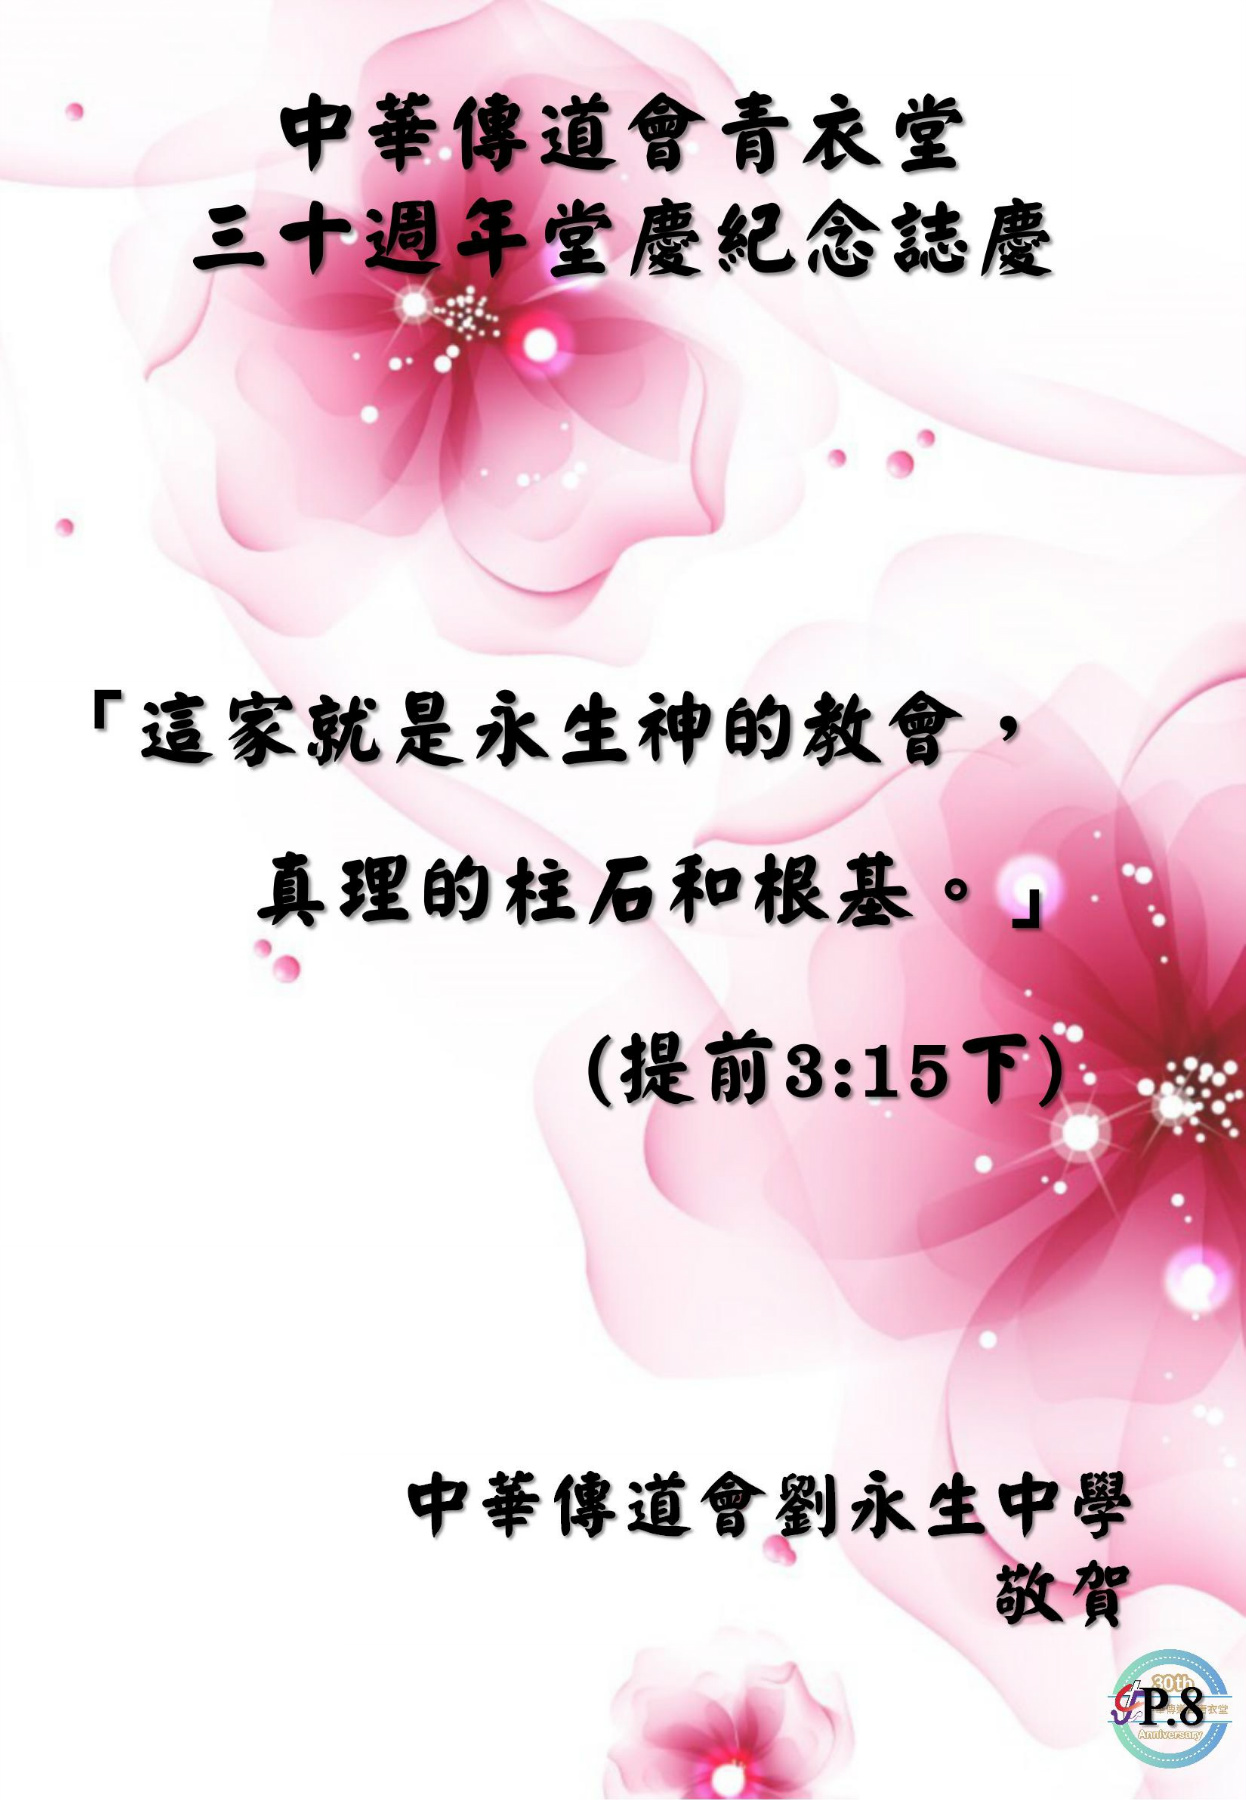 中華傳道會青衣堂
三十週年堂慶紀念誌慶
「這家就是永生神的教會，
真理的柱石和根基。」
(提前3:15下)
中華傳道會劉永生中學
敬賀
30th
P.8
Anniversary